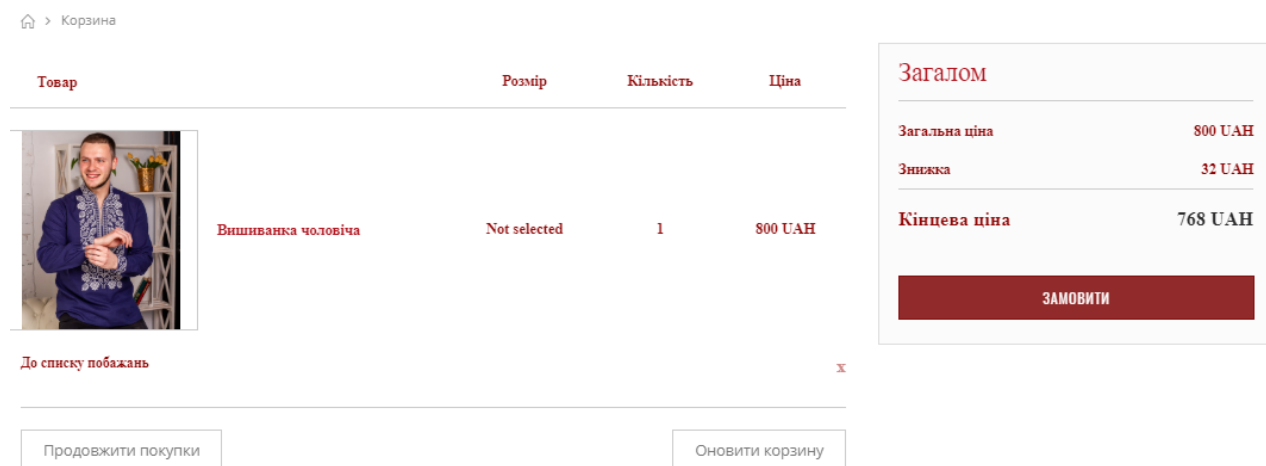 Корзина
Товар Розмір Кількість Ціна
Вишиванка чоловіча Not selected 1 800 UAH
До списку побажань x
Продовжити покупки Оновити корзину
Загалом
Загальна ціна 800 UAH
Знижка 32 UAH
Кінцева ціна 768 UAH
ЗАМОВИТИ